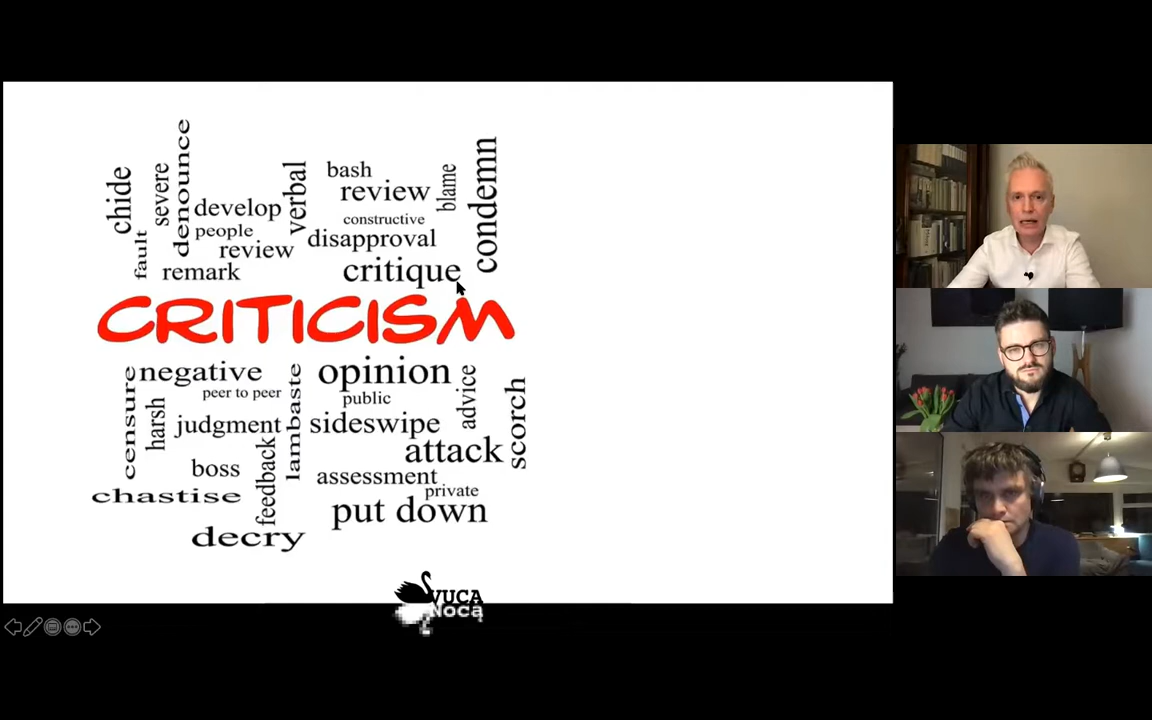 chide
severe
denounce
fault
develop
people
review
remark
verbal
bash
review
constructive
disapproval
critique
blame
condemn
CRITICISM
negative
peer to peer
censure
harsh
judgment
lambaste
boss
feedback
chastise
decry
opinion
public
sideswipe
advice
scorch
attack
assessment
private
put down
VUCA
Nocą